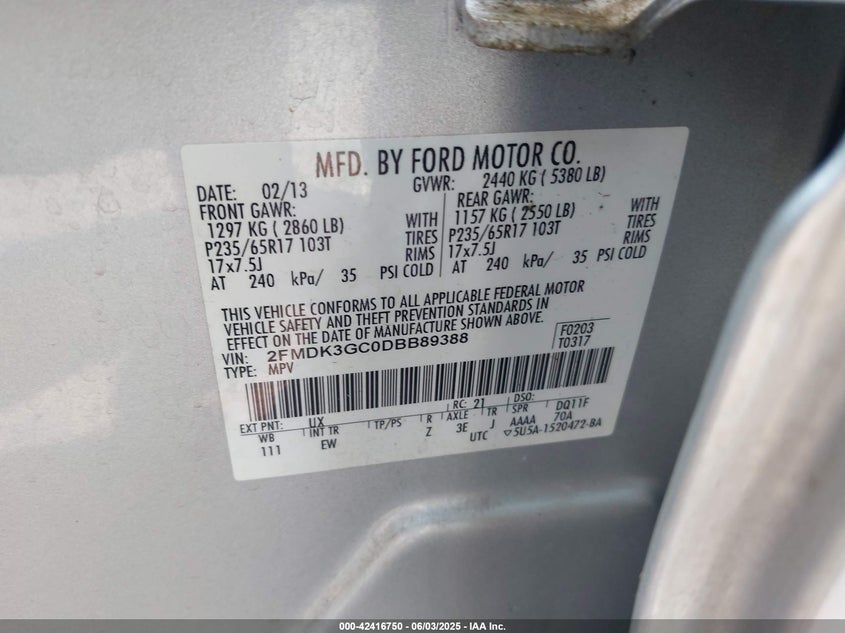 MFD. BY FORD MOTOR CO.
DATE: 02/13 GVWR: 2440 KG ( 5380 LB)
FRONT GAWR: REAR GAWR:
1297 KG ( 2860 LB) WITH 1157 KG ( 2550 LB) WITH
P235/65R17 103T TIRES P235/65R17 103T TIRES
17x7.5J RIMS 17x7.5J RIMS
AT 240 kPa/ 35 PSI COLD AT 240 kPa/ 35 PSI COLD
THIS VEHICLE CONFORMS TO ALL APPLICABLE FEDERAL MOTOR
VEHICLE SAFETY AND THEFT PREVENTION STANDARDS IN
EFFECT ON THE DATE OF MANUFACTURE SHOWN ABOVE.
VIN: 2FMDK3GC0DBB89388 F0203
TYPE: MPV T0317
EXT PNT: UX RC: 21 DSO: DQ11F
WB INT TR TP/PS R AXLE TR SPR
111 EW Z 3E J AAAA 70A
UTC ▽5U5A-1520472-BA
000-42416750 - 06/03/2025 - IAA Inc.